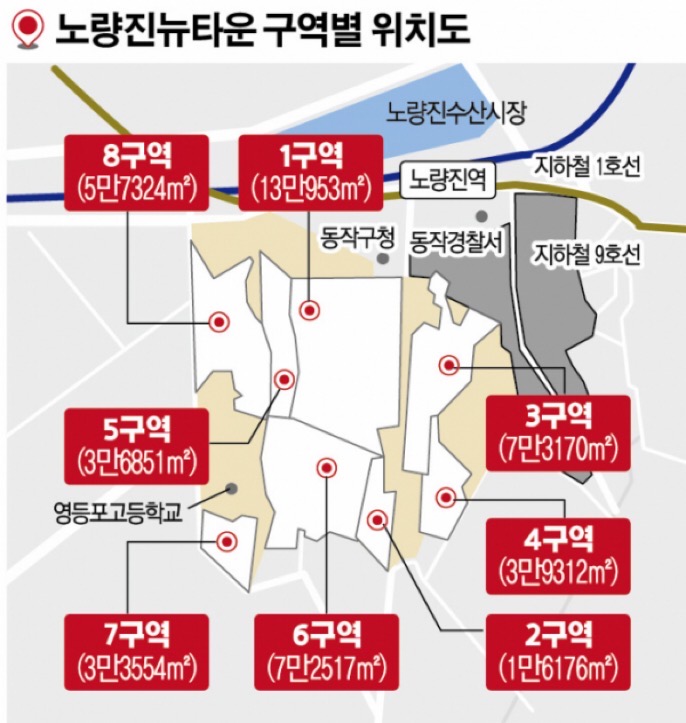 노량진뉴타운 구역별 위치도
노량진수산시장
8구역
(5만7324㎡)
1구역
(13만953㎡)
노량진역
지하철 1호선
동작구청
동작경찰서
지하철 9호선
5구역
(3만6851㎡)
3구역
(7만3170㎡)
영등포고등학교
4구역
(3만9312㎡)
7구역
(3만3554㎡)
6구역
(7만2517㎡)
2구역
(1만6176㎡)